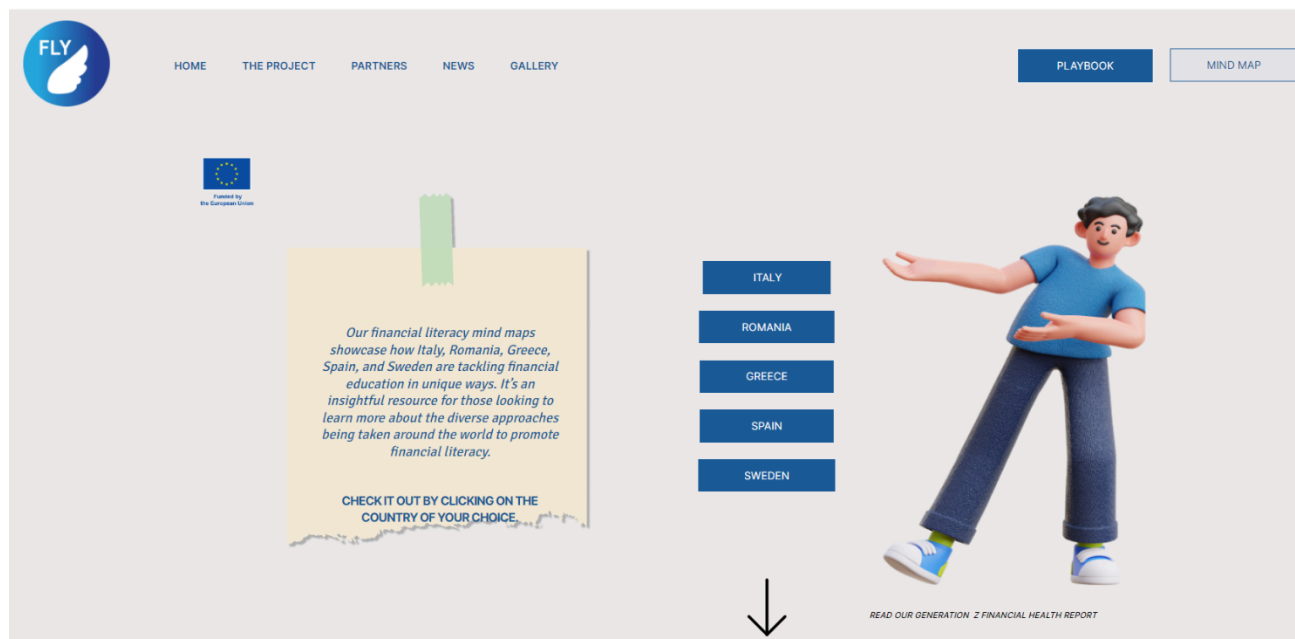 FLY
HOME
THE PROJECT
PARTNERS
NEWS
GALLERY
PLAYBOOK
MIND MAP
Funded by
the European Union
Our financial literacy mind maps
showcase how Italy, Romania, Greece,
Spain, and Sweden are tackling financial
education in unique ways. It's an
insightful resource for those looking to
learn more about the diverse approaches
being taken around the world to promote
financial literacy.
CHECK IT OUT BY CLICKING ON THE
COUNTRY OF YOUR CHOICE.
ITALY
ROMANIA
GREECE
SPAIN
SWEDEN
READ OUR GENERATION Z FINANCIAL HEALTH REPORT